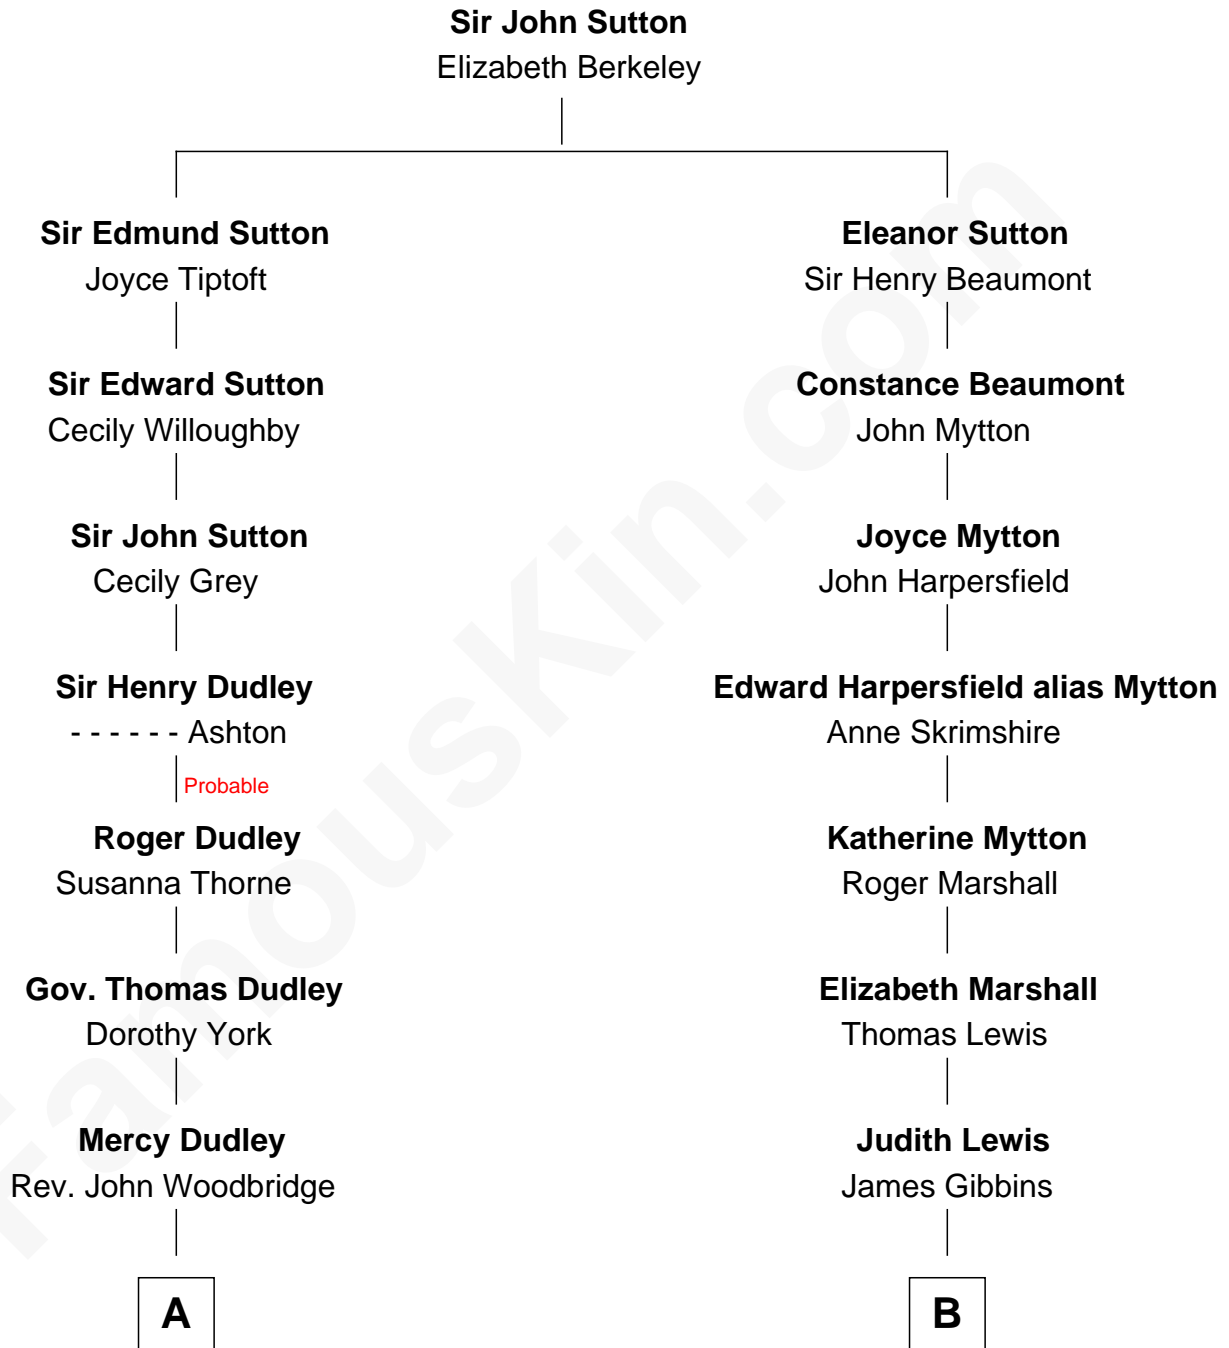 Sir John Sutton
Elizabeth Berkeley
Sir Edmund Sutton
Joyce Tiptoft
Sir Edward Sutton
Cecily Willoughby
Sir John Sutton
Cecily Grey
Sir Henry Dudley
- - - - - - Ashton
Probable
Roger Dudley
Susanna Thorne
Gov. Thomas Dudley
Dorothy York
Mercy Dudley
Rev. John Woodbridge
A
Eleanor Sutton
Sir Henry Beaumont
Constance Beaumont
John Mytton
Joyce Mytton
John Harpersfield
Edward Harpersfield alias Mytton
Anne Skrimshire
Katherine Mytton
Roger Marshall
Elizabeth Marshall
Thomas Lewis
Judith Lewis
James Gibbins
B
FamousKin.com